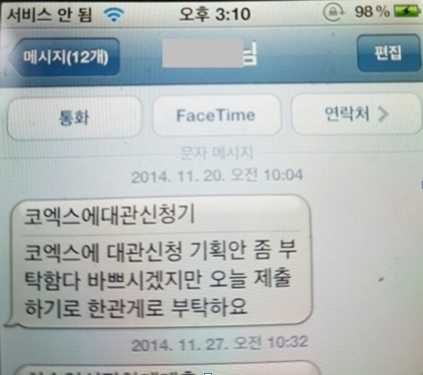 서비스 안 됨 오후 3:10 98%
메시지(12개) 님 편집
통화 FaceTime 연락처
문자 메시지
2014. 11. 20. 오전 10:04
코엑스에대관신청기
코엑스에 대관신청 기획안 좀 부
탁함다 바쁘시겠지만 오늘 제출
하기로 한관게로 부탁하요
2014. 11. 27. 오전 10:32